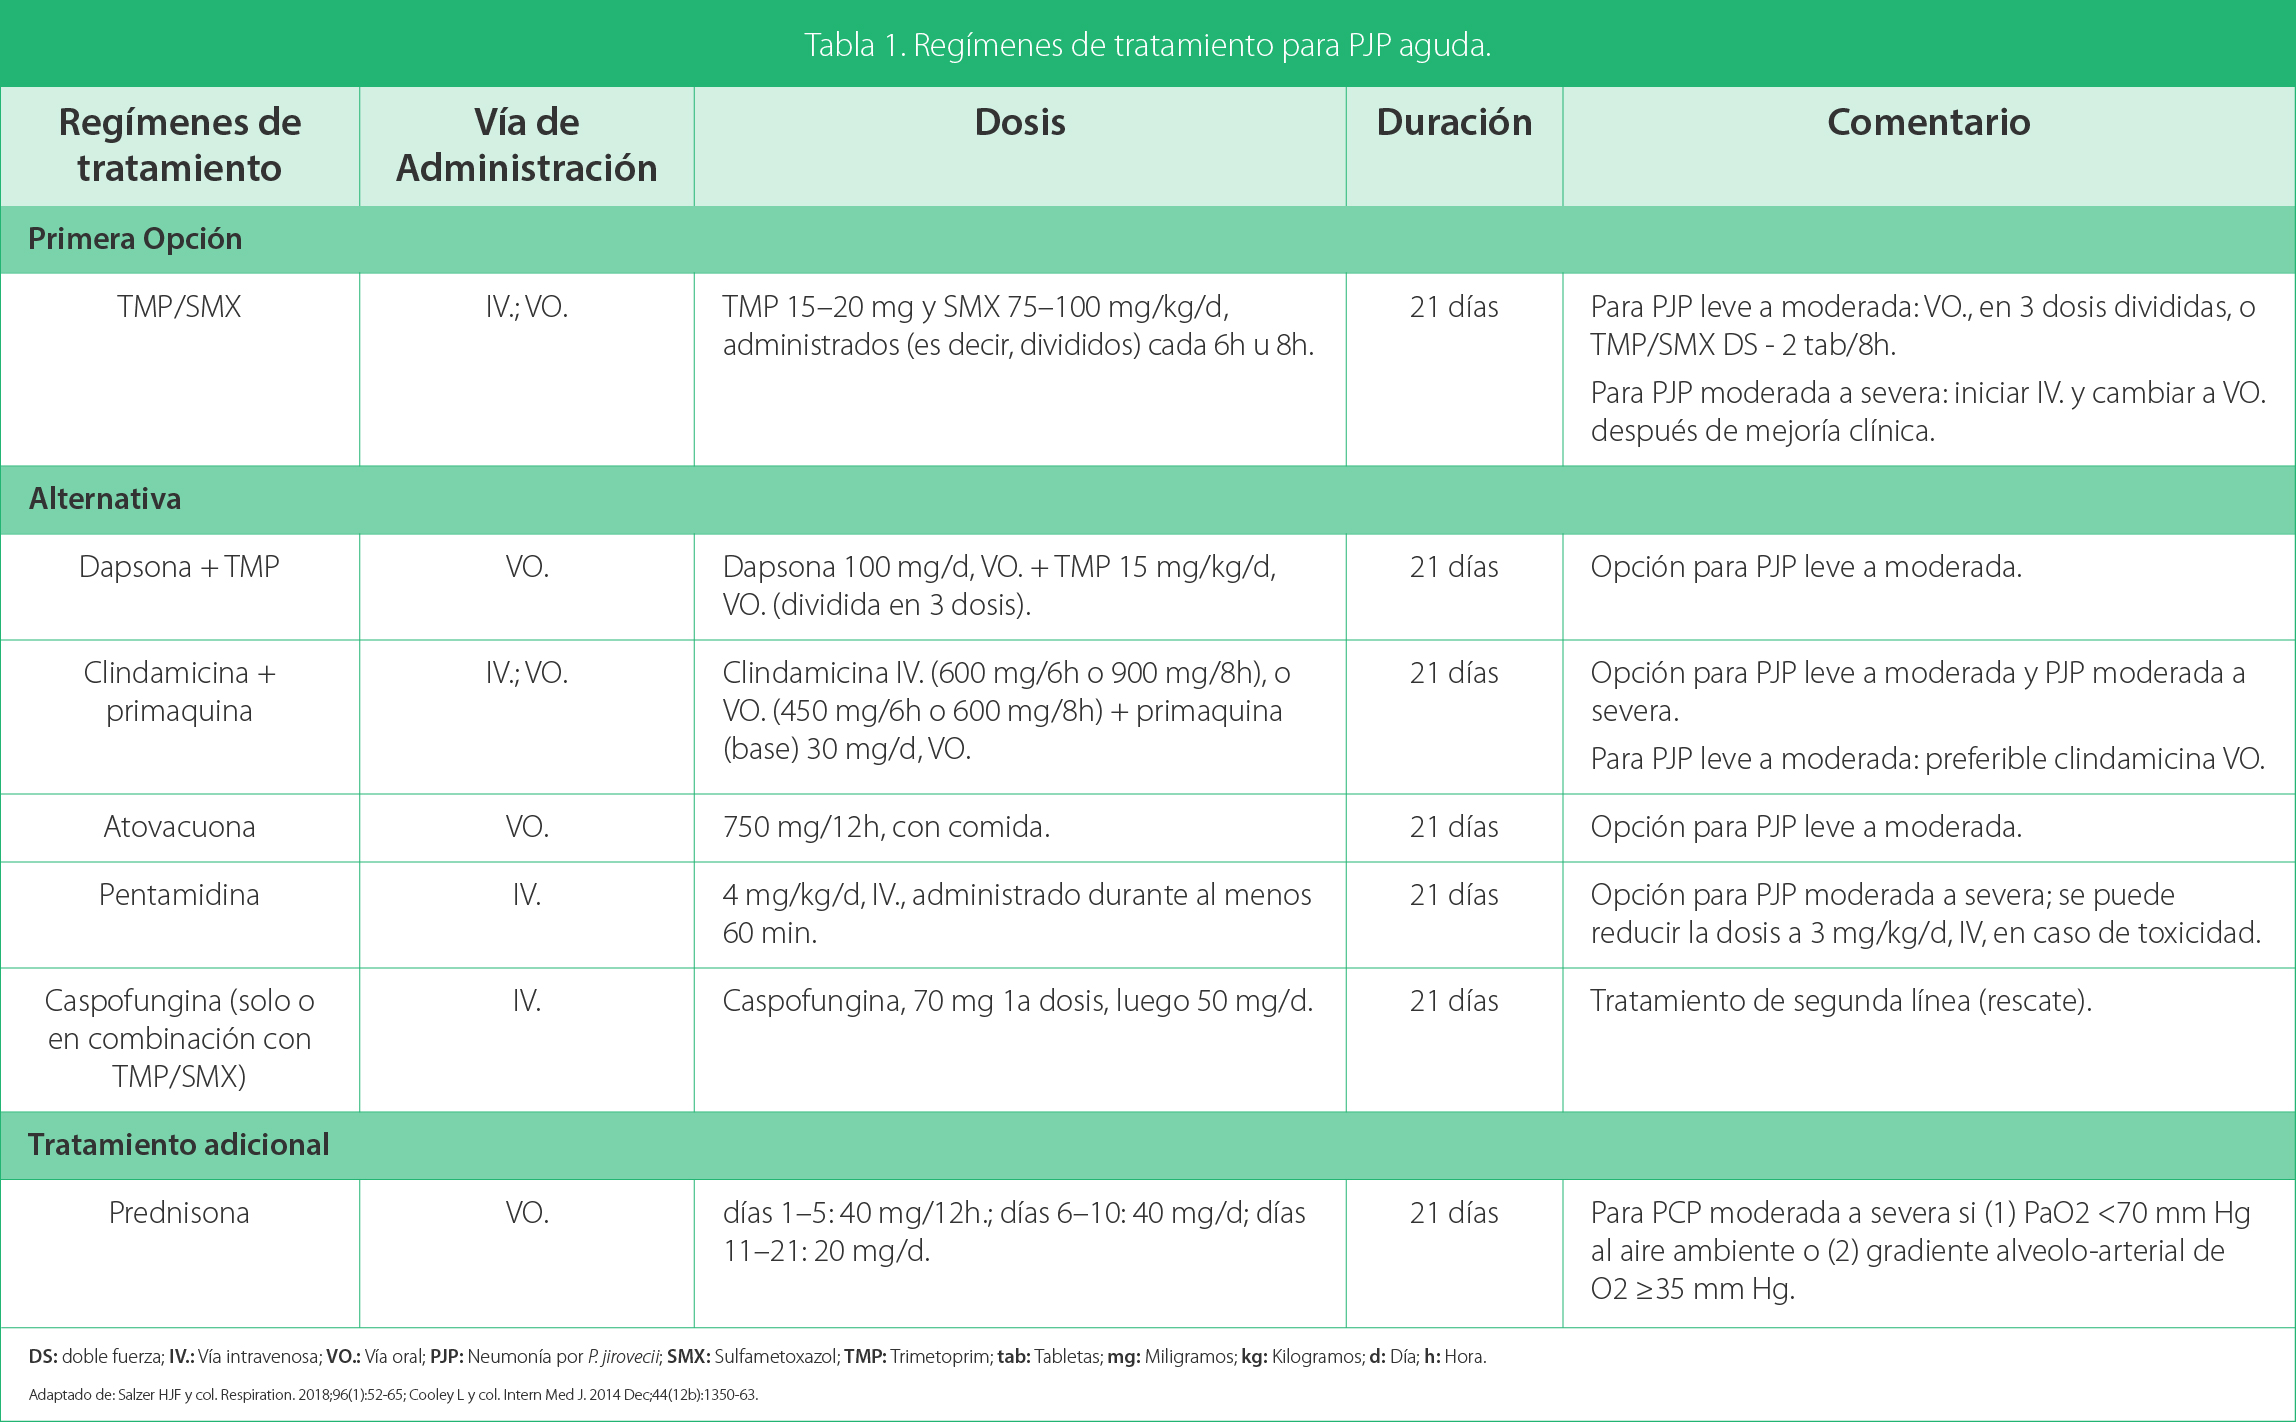 Tabla 1. Regímenes de tratamiento para PJP aguda.
Regímenes de
tratamiento
Vía de
Administración
Dosis
Duración
Comentario
Primera Opción
TMP/SMX
IV.; VO.
TMP 15–20 mg y SMX 75–100 mg/kg/d,
administrados (es decir, divididos) cada 6h u 8h.
21 días
Para PJP leve a moderada: VO., en 3 dosis divididas, o
TMP/SMX DS - 2 tab/8h.
Para PJP moderada a severa: iniciar IV. y cambiar a VO.
después de mejoría clínica.
Alternativa
Dapsona + TMP
VO.
Dapsona 100 mg/d, VO. + TMP 15 mg/kg/d,
VO. (dividida en 3 dosis).
21 días
Opción para PJP leve a moderada.
Clindamicina +
primaquina
IV.; VO.
Clindamicina IV. (600 mg/6h o 900 mg/8h), o
VO. (450 mg/6h o 600 mg/8h) + primaquina
(base) 30 mg/d, VO.
21 días
Opción para PJP leve a moderada y PJP moderada a
severa.
Para PJP leve a moderada: preferible clindamicina VO.
Atovacuona
VO.
750 mg/12h, con comida.
21 días
Opción para PJP leve a moderada.
Pentamidina
IV.
4 mg/kg/d, IV., administrado durante al menos
60 min.
21 días
Opción para PJP moderada a severa; se puede
reducir la dosis a 3 mg/kg/d, IV, en caso de toxicidad.
Caspofungina (solo o
en combinación con
TMP/SMX)
IV.
Caspofungina, 70 mg 1a dosis, luego 50 mg/d.
21 días
Tratamiento de segunda línea (rescate).
Tratamiento adicional
Prednisona
VO.
días 1–5: 40 mg/12h.; días 6–10: 40 mg/d; días
11–21: 20 mg/d.
21 días
Para PCP moderada a severa si (1) PaO2 <70 mm Hg
al aire ambiente o (2) gradiente alveolo-arterial de
O2 ≥35 mm Hg.
DS: doble fuerza; IV.: Vía intravenosa; VO.: Vía oral; PJP: Neumonía por P. jirovecii; SMX: Sulfametoxazol; TMP: Trimetoprim; tab: Tabletas; mg: Miligramos; kg: Kilogramos; d: Día; h: Hora.
Adaptado de: Salzer HJF y col. Respiration. 2018;96(1):52-65; Cooley L y col. Intern Med J. 2014 Dec;44(12b):1350-63.